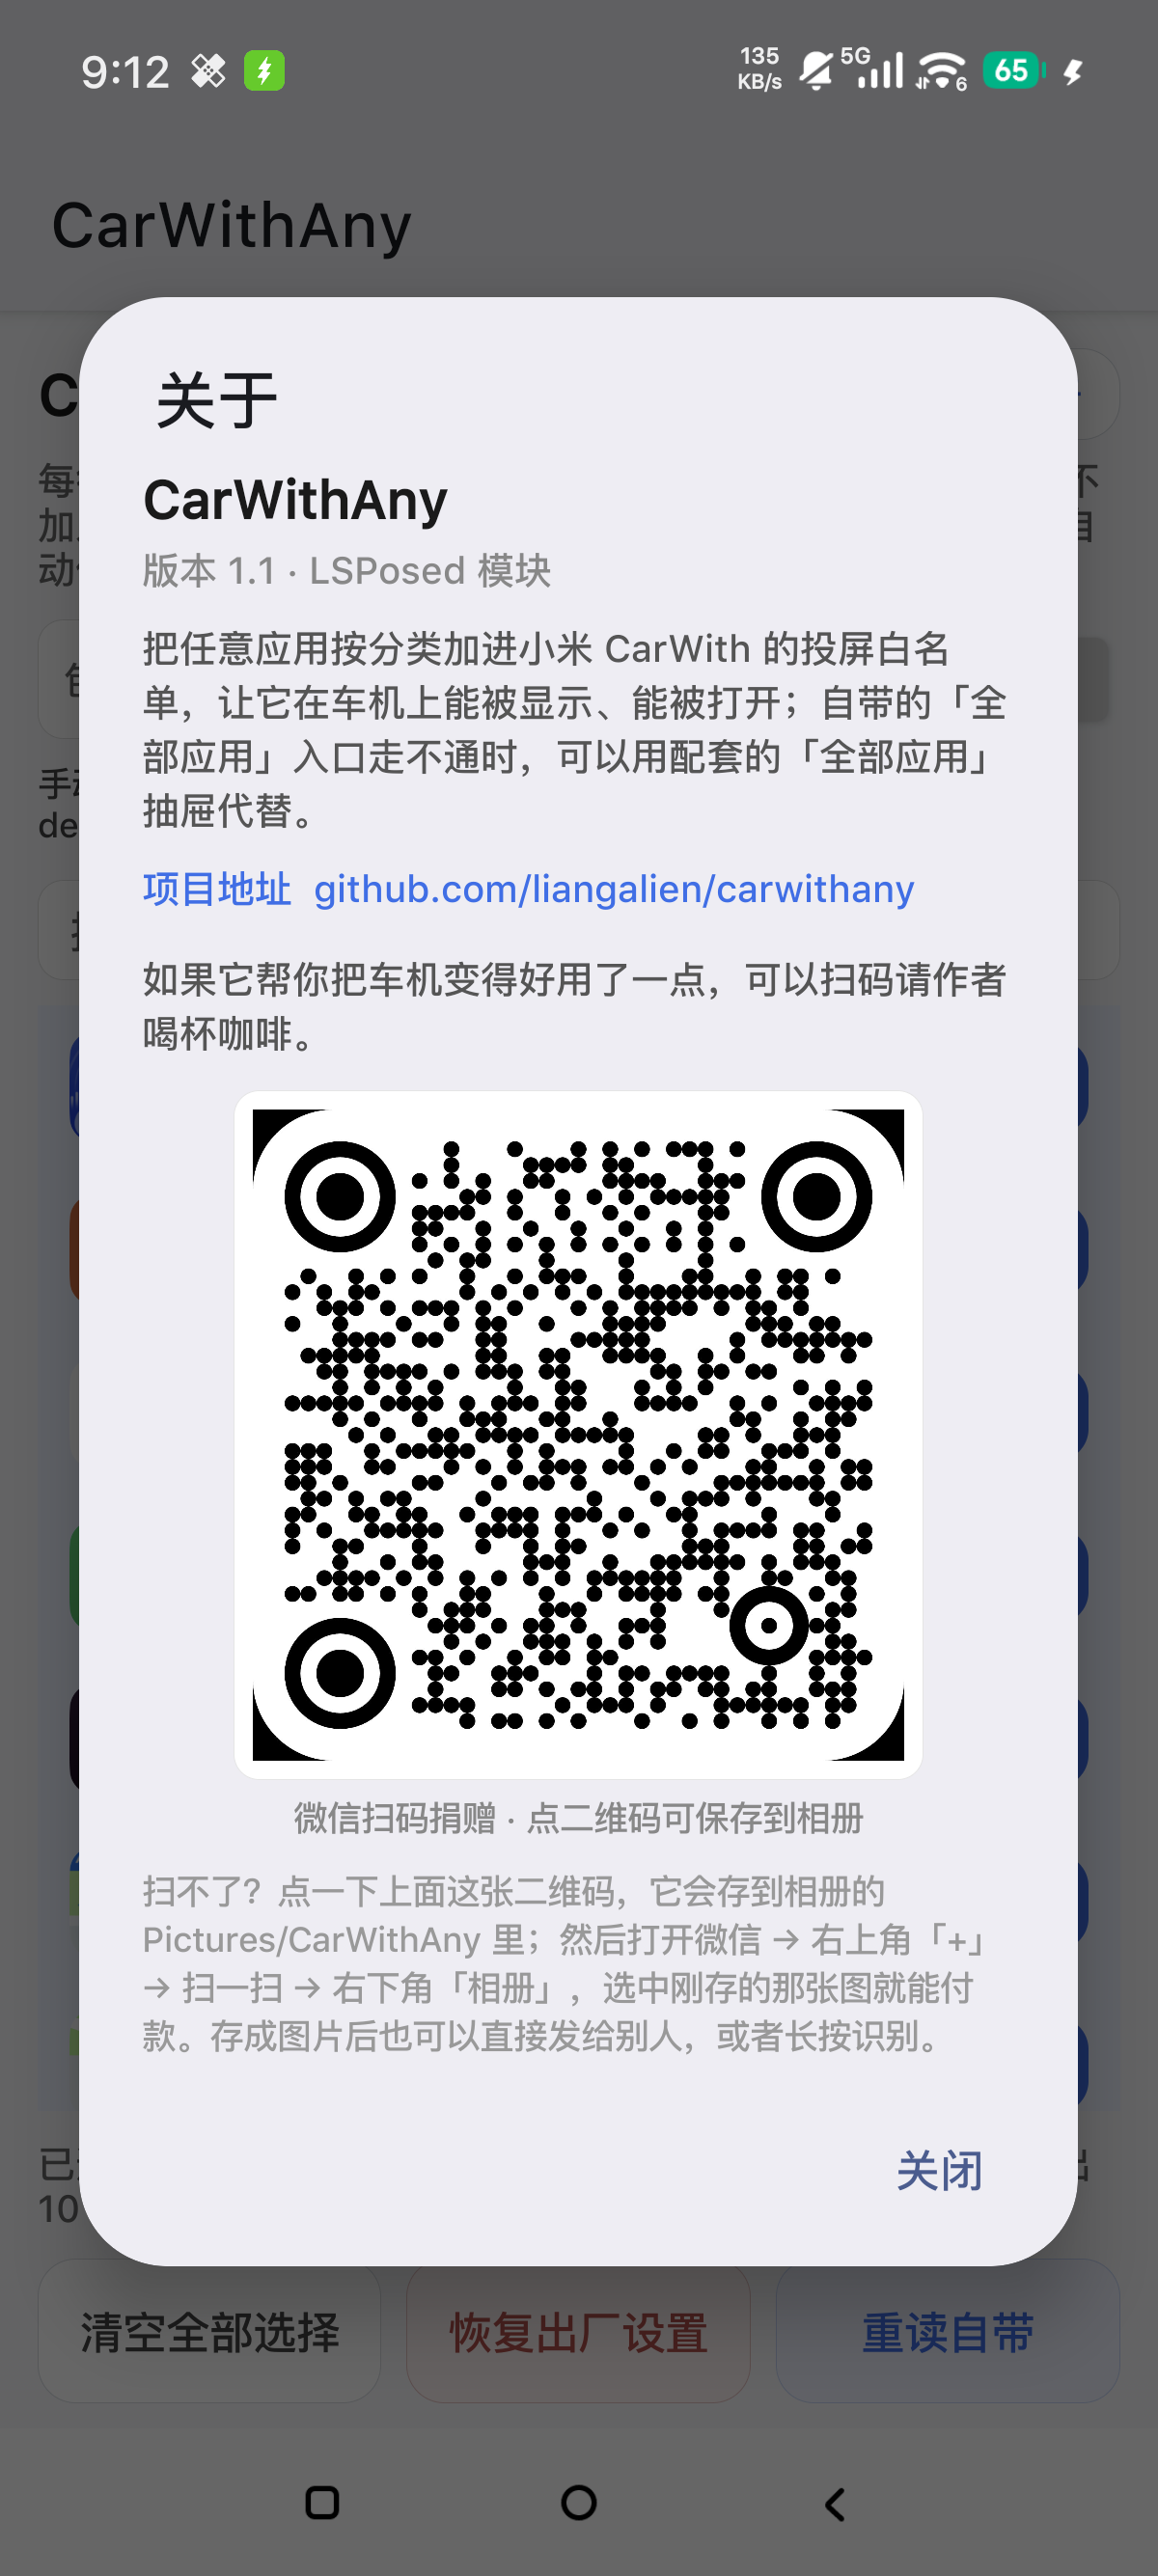 9:12
135
KB/s
5G
6
65
CarWithAny
关于
CarWithAny
版本 1.1 · LSPosed 模块
把任意应用按分类加进小米 CarWith 的投屏白名
单，让它在车机上能被显示、能被打开；自带的「全
部应用」入口走不通时，可以用配套的「全部应用」
抽屉代替。
项目地址 github.com/liangalien/carwithany
如果它帮你把车机变得好用了一点，可以扫码请作者
喝杯咖啡。
微信扫码捐赠 · 点二维码可保存到相册
扫不了？点一下上面这张二维码，它会存到相册的
Pictures/CarWithAny 里；然后打开微信 → 右上角「+」
→ 扫一扫 → 右下角「相册」，选中刚存的那张图就能付
款。存成图片后也可以直接发给别人，或者长按识别。
关闭
清空全部选择
恢复出厂设置
重读自带